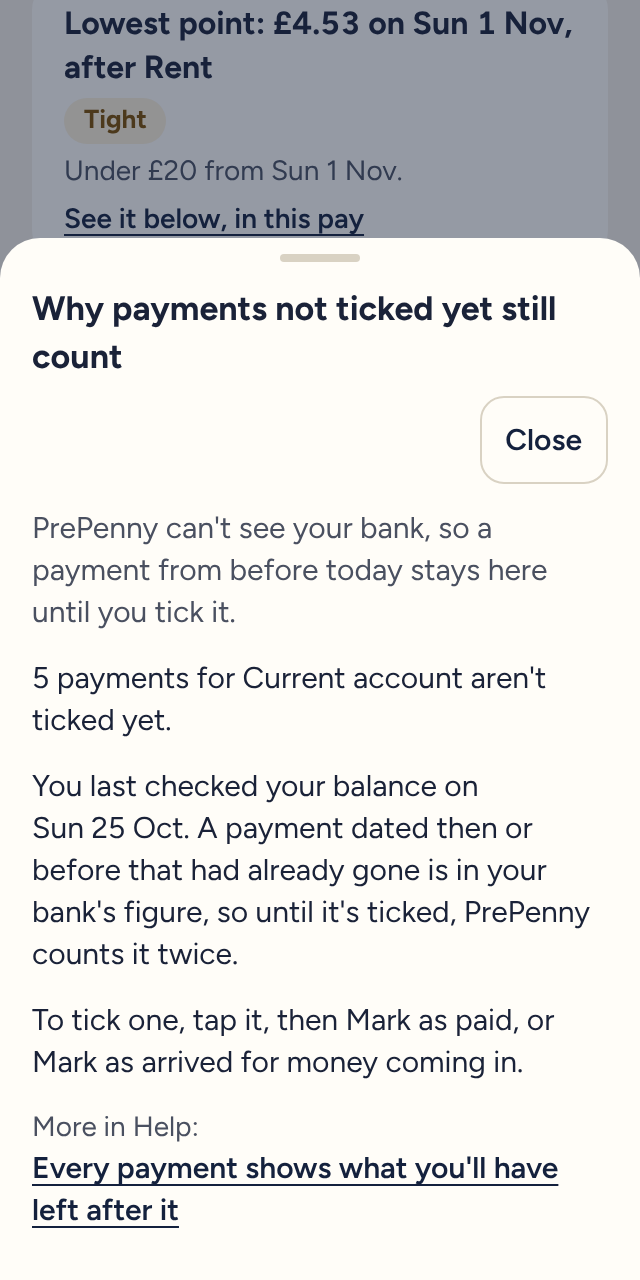 Lowest point: £4.53 on Sun 1 Nov,
after Rent
Tight
Under £20 from Sun 1 Nov.
See it below, in this pay
Why payments not ticked yet still
count
Close
PrePenny can't see your bank, so a
payment from before today stays here
until you tick it.
5 payments for Current account aren't
ticked yet.
You last checked your balance on
Sun 25 Oct. A payment dated then or
before that had already gone is in your
bank's figure, so until it's ticked, PrePenny
counts it twice.
To tick one, tap it, then Mark as paid, or
Mark as arrived for money coming in.
More in Help:
Every payment shows what you'll have
left after it